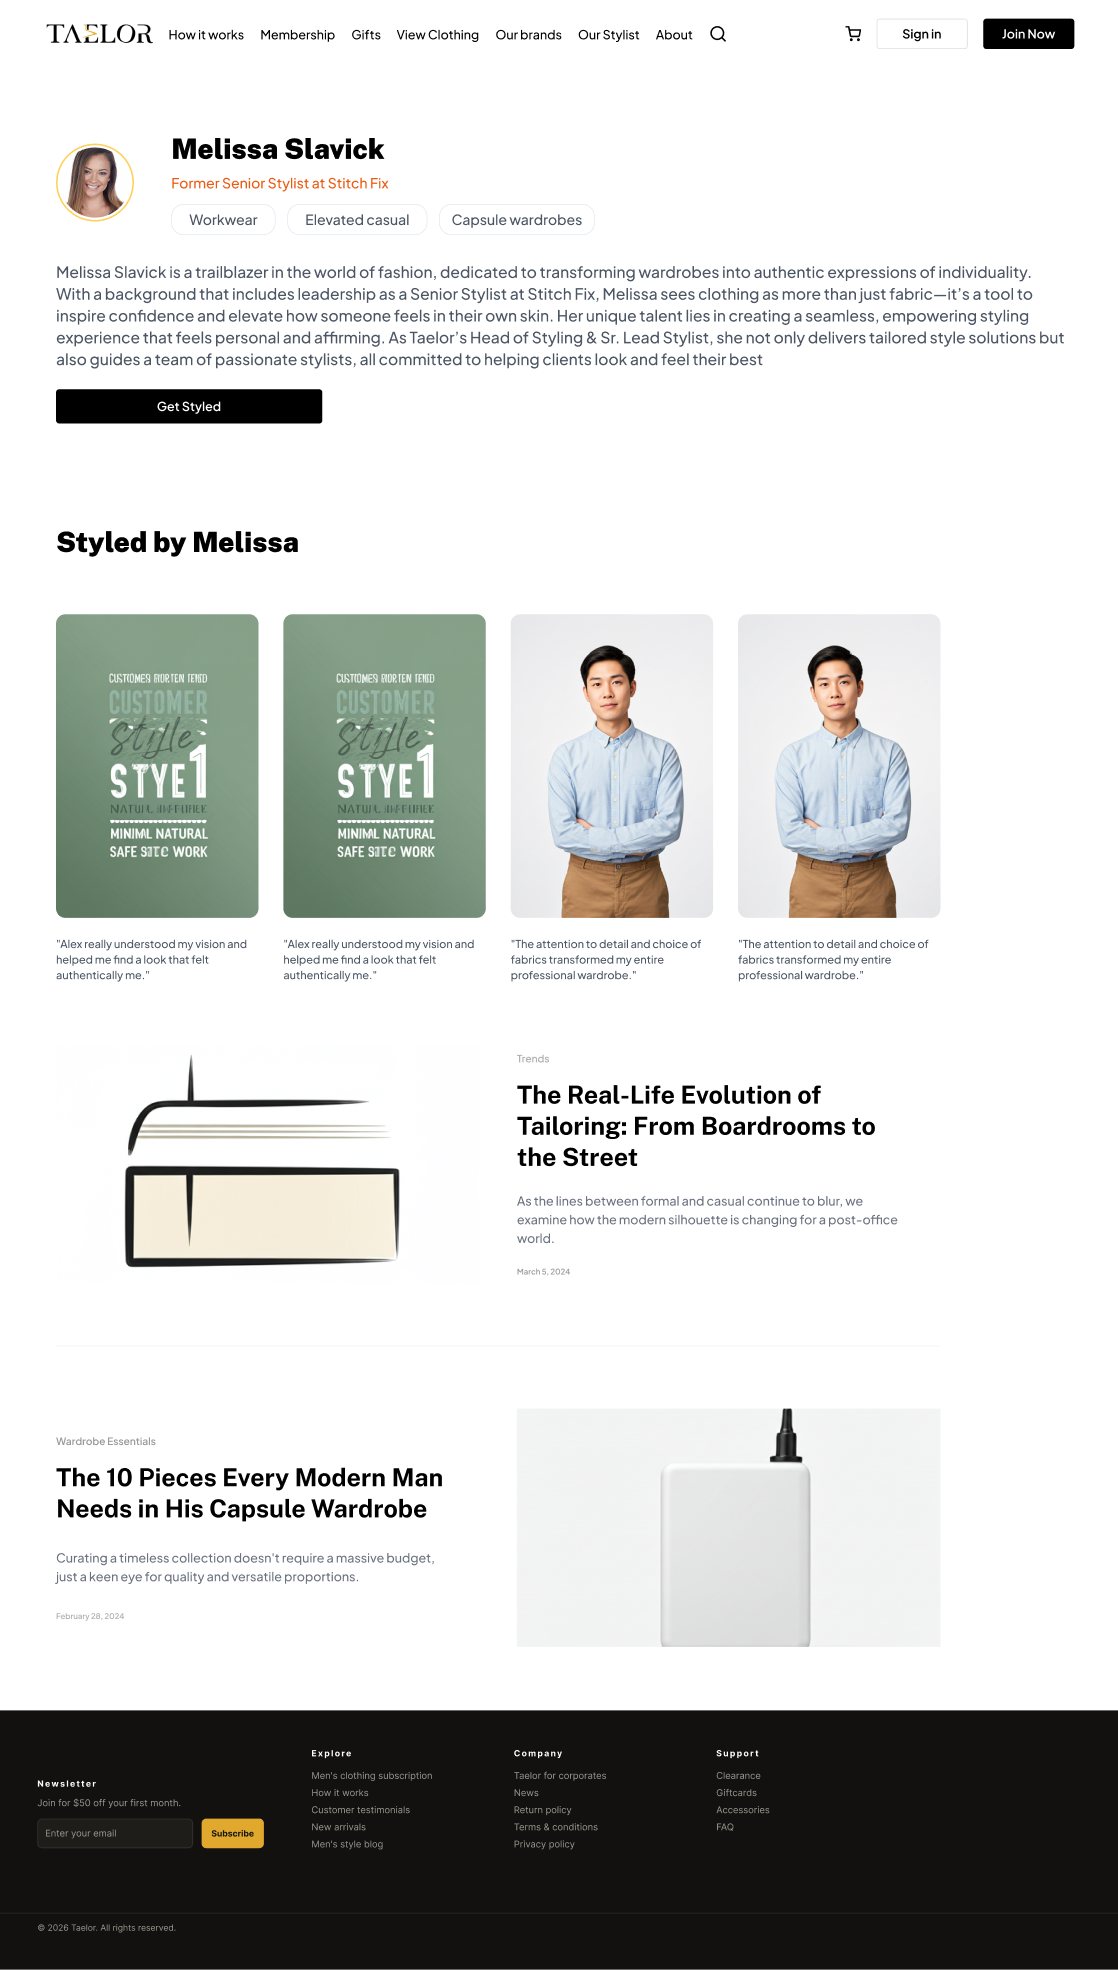 TAELOR
How it works
Membership
Gifts
View Clothing
Our brands
Our Stylist
About
Sign in
Join Now
Melissa Slavick
Former Senior Stylist at Stitch Fix
Workwear
Elevated casual
Capsule wardrobes
Melissa Slavick is a trailblazer in the world of fashion, dedicated to transforming wardrobes into authentic expressions of individuality.
With a background that includes leadership as a Senior Stylist at Stitch Fix, Melissa sees clothing as more than just fabric—it's a tool to
inspire confidence and elevate how someone feels in their own skin. Her unique talent lies in creating a seamless, empowering styling
experience that feels personal and affirming. As Taelor's Head of Styling & Sr. Lead Stylist, she not only delivers tailored style solutions but
also guides a team of passionate stylists, all committed to helping clients look and feel their best
Get Styled
Styled by Melissa
CUSTOMER
Style
STYE1
MINIML NATURAL
SAFE WORK
CUSTOMER
Style
STYE1
MINIML NATURAL
SAFE WORK
"Alex really understood my vision and
helped me find a look that felt
authentically me."
"Alex really understood my vision and
helped me find a look that felt
authentically me."
"The attention to detail and choice of
fabrics transformed my entire
professional wardrobe."
"The attention to detail and choice of
fabrics transformed my entire
professional wardrobe."
Trends
The Real-Life Evolution of
Tailoring: From Boardrooms to
the Street
As the lines between formal and casual continue to blur, we
examine how the modern silhouette is changing for a post-office
world.
March 5, 2024
Wardrobe Essentials
The 10 Pieces Every Modern Man
Needs in His Capsule Wardrobe
Curating a timeless collection doesn't require a massive budget,
just a keen eye for quality and versatile proportions.
February 28, 2024
Newsletter
Join for $50 off your first month.
Enter your email
Subscribe
Explore
Men's clothing subscription
How it works
Customer testimonials
New arrivals
Men's style blog
Company
Taelor for corporates
News
Return policy
Terms & conditions
Privacy policy
Support
Clearance
Giftcards
Accessories
FAQ
© 2026 Taelor. All rights reserved.